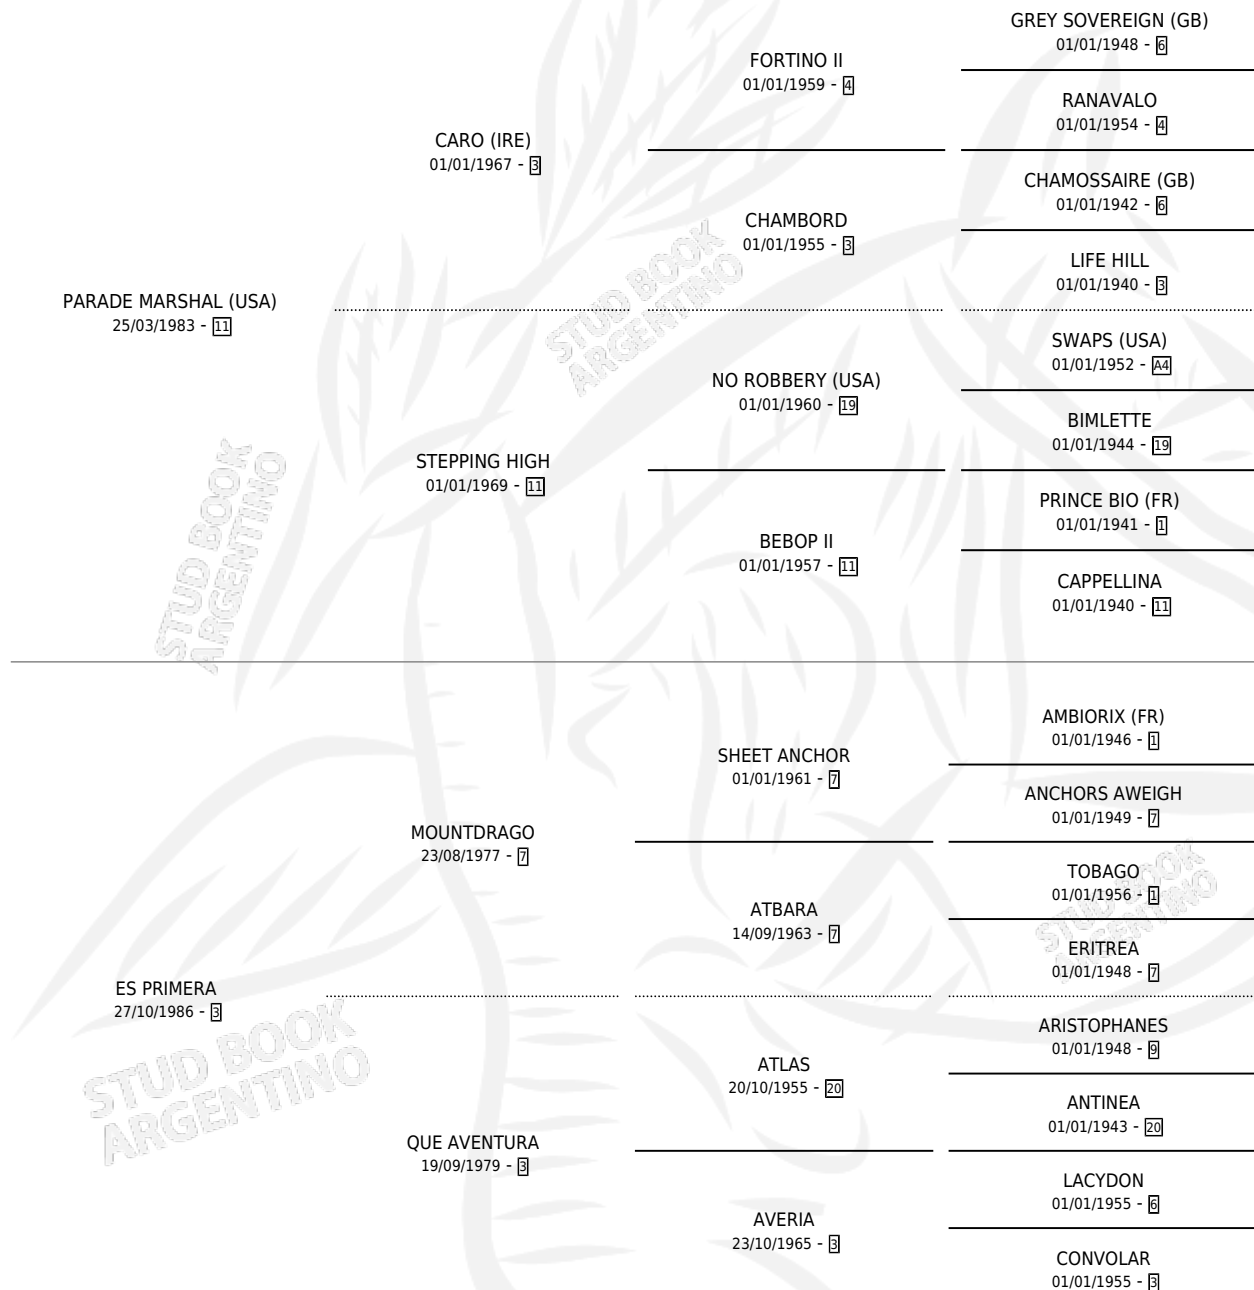 GREY SOVEREIGN (GB)
01/01/1948 - 6
FORTINO II
01/01/1959 - 4
RANAVALO
01/01/1954 - 4
CARO (IRE)
01/01/1967 - 3
CHAMOSSAIRE (GB)
01/01/1942 - 6
CHAMBORD
01/01/1955 - 3
LIFE HILL
01/01/1940 - 3
PARADE MARSHAL (USA)
25/03/1983 - 11
STUD BOOK
ARGENTINO
SWAPS (USA)
01/01/1952 - A4
NO ROBBERY (USA)
01/01/1960 - 19
BIMLETTE
01/01/1944 - 19
STEPPING HIGH
01/01/1969 - 11
PRINCE BIO (FR)
01/01/1941 - 1
BEBOP II
01/01/1957 - 11
CAPPELLINA
01/01/1940 - 11
STUD BOOK
ARGENTINO
AMBIORIX (FR)
01/01/1946 - 1
SHEET ANCHOR
01/01/1961 - 7
ANCHORS AWEIGH
01/01/1949 - 7
MOUNTDRAGO
23/08/1977 - 7
TOBAGO
01/01/1956 - 1
ATBARA
14/09/1963 - 7
STUD BOOK
ARGENTINO
ERITREA
01/01/1948 - 7
ES PRIMERA
27/10/1986 - 3
STUD BOOK
ARGENTINO
ARISTOPHANES
01/01/1948 - 9
ATLAS
20/10/1955 - 20
ANTINEA
01/01/1943 - 20
QUE AVENTURA
19/09/1979 - 3
LACYDON
01/01/1955 - 6
AVERIA
23/10/1965 - 3
CONVOLAR
01/01/1955 - 3